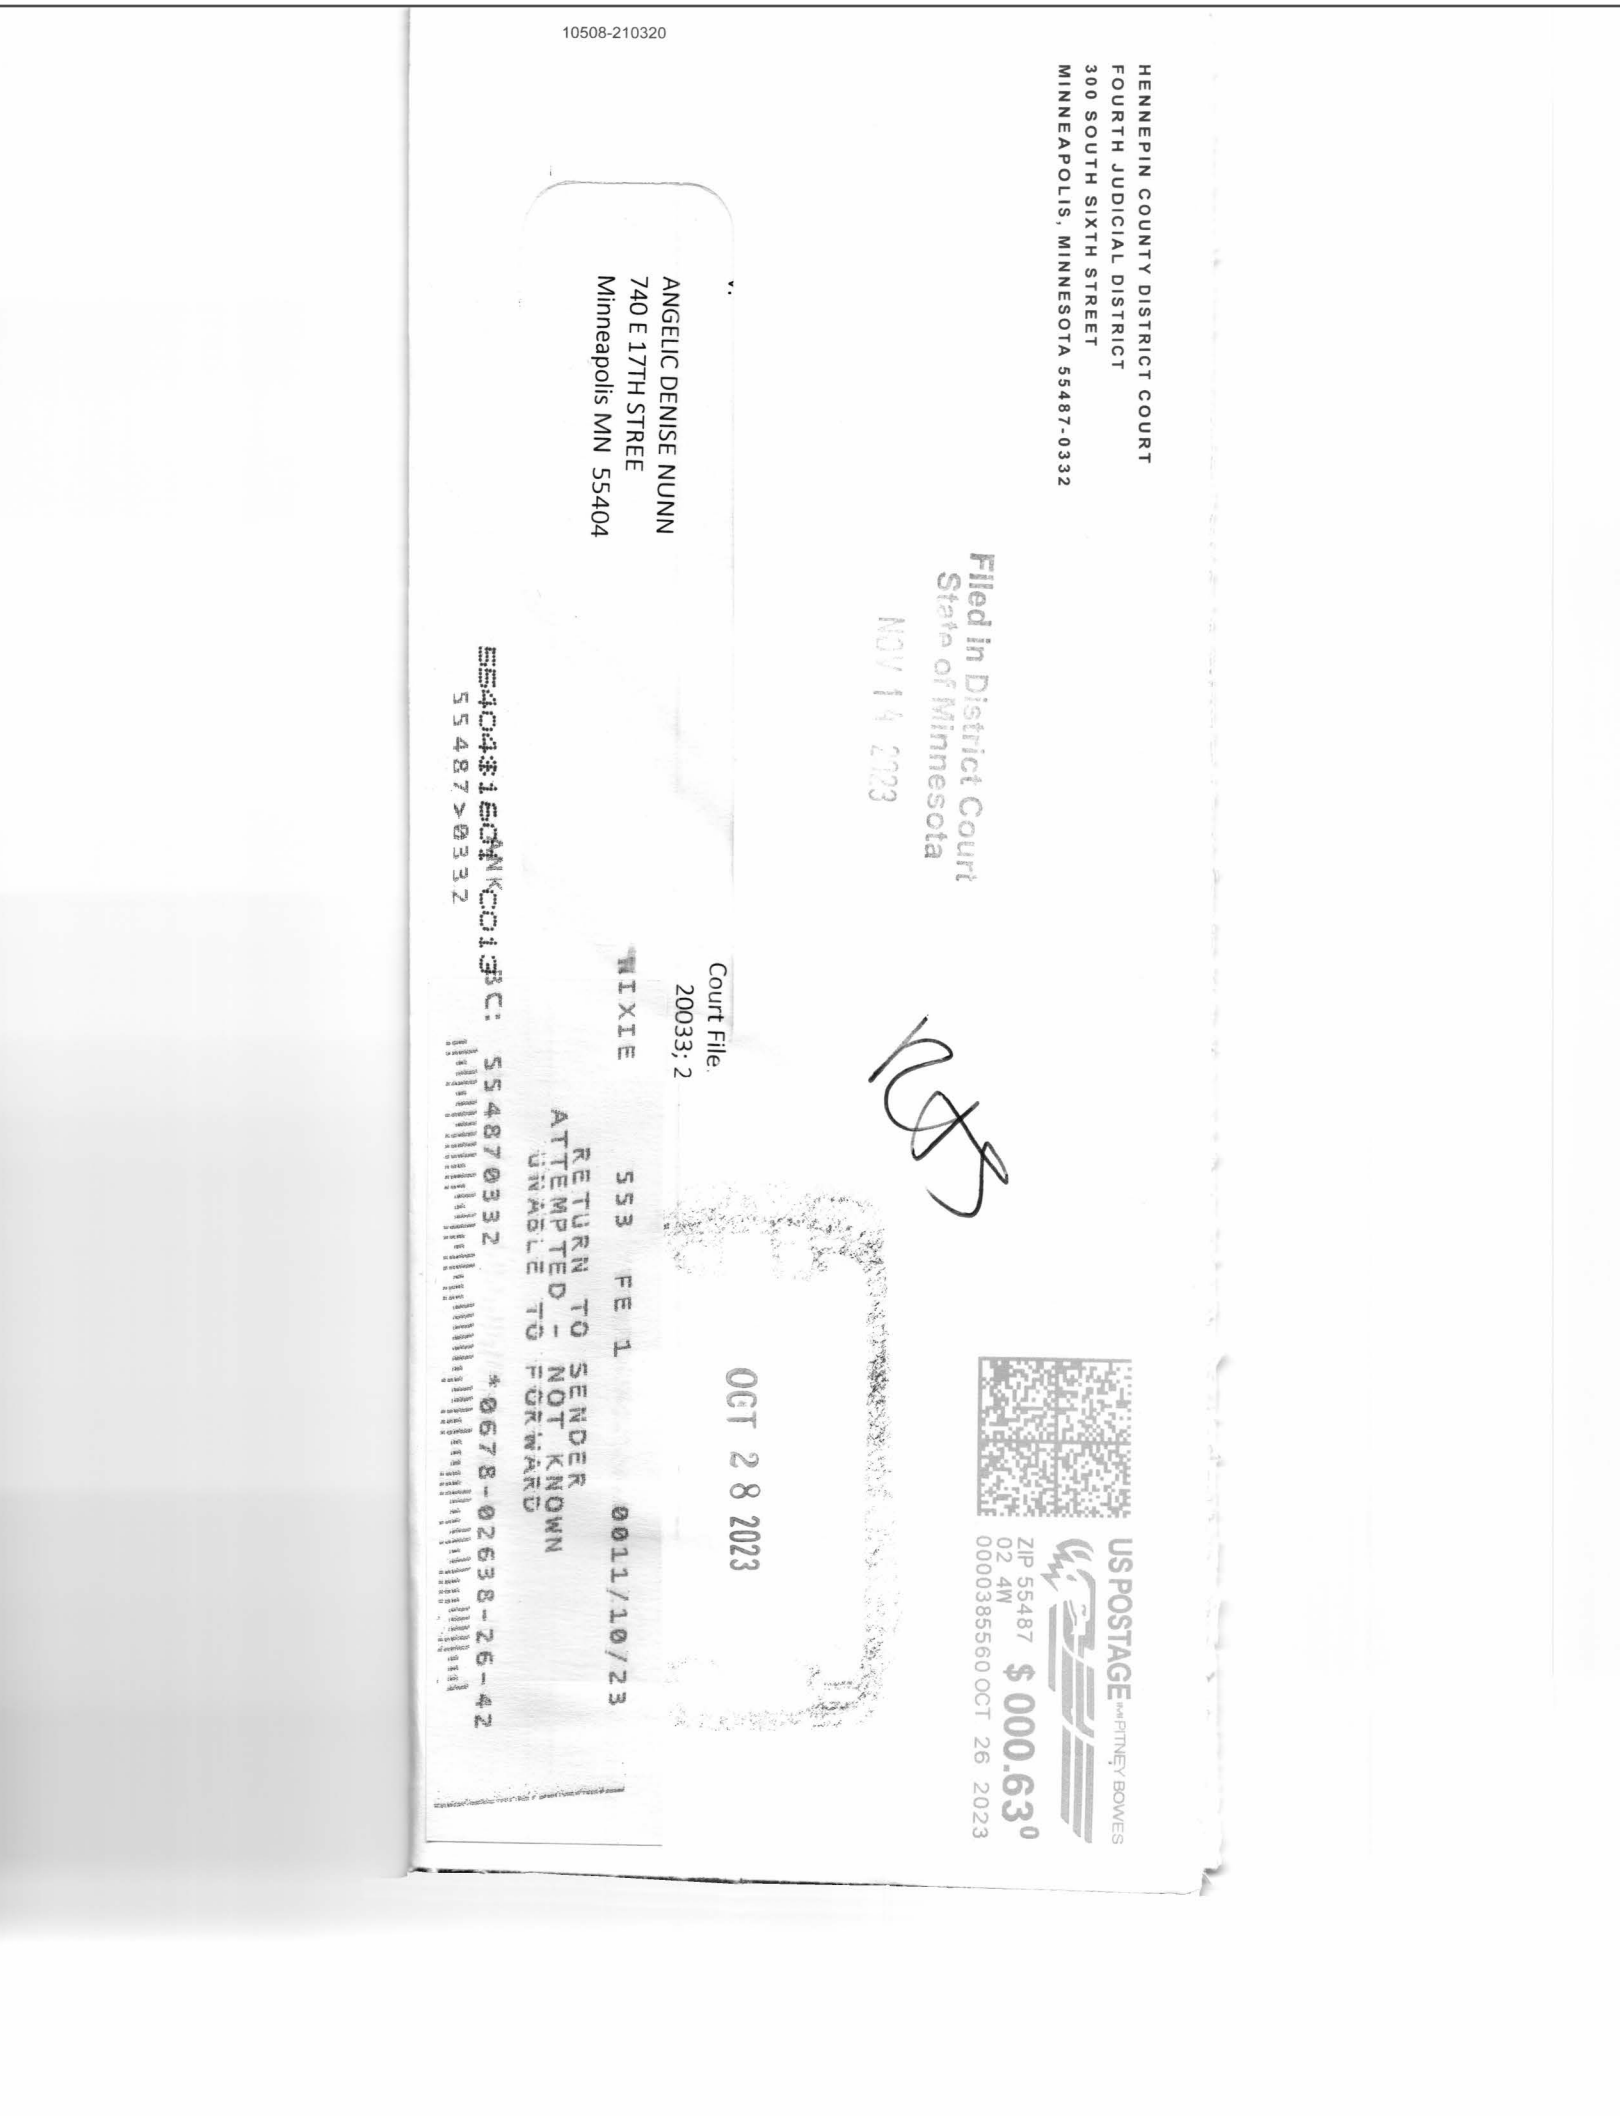 10508-210320
HENNEPIN COUNTY DISTRICT COURT
FOURTH JUDICIAL DISTRICT
300 SOUTH SIXTH STREET
MINNEAPOLIS, MINNESOTA 55487-0332
US POSTAGE IMI PITNEY BOWES
ZIP 55487 $ 000.63⁰
02 4W
0000385560 OCT 26 2023
Filed in District Court
State of Minnesota
NOV 14 2023
OCT 28 2023
v.
Court File
20033; 2
ANGELIC DENISE NUNN
740 E 17TH STREE
Minneapolis MN 55404
NIXIE 553 FE 1 0011/10/23
RETURN TO SENDER
ATTEMPTED - NOT KNOWN
UNABLE TO FORWARD
BC: 554870332 *0678-02638-26-42
55487>0332